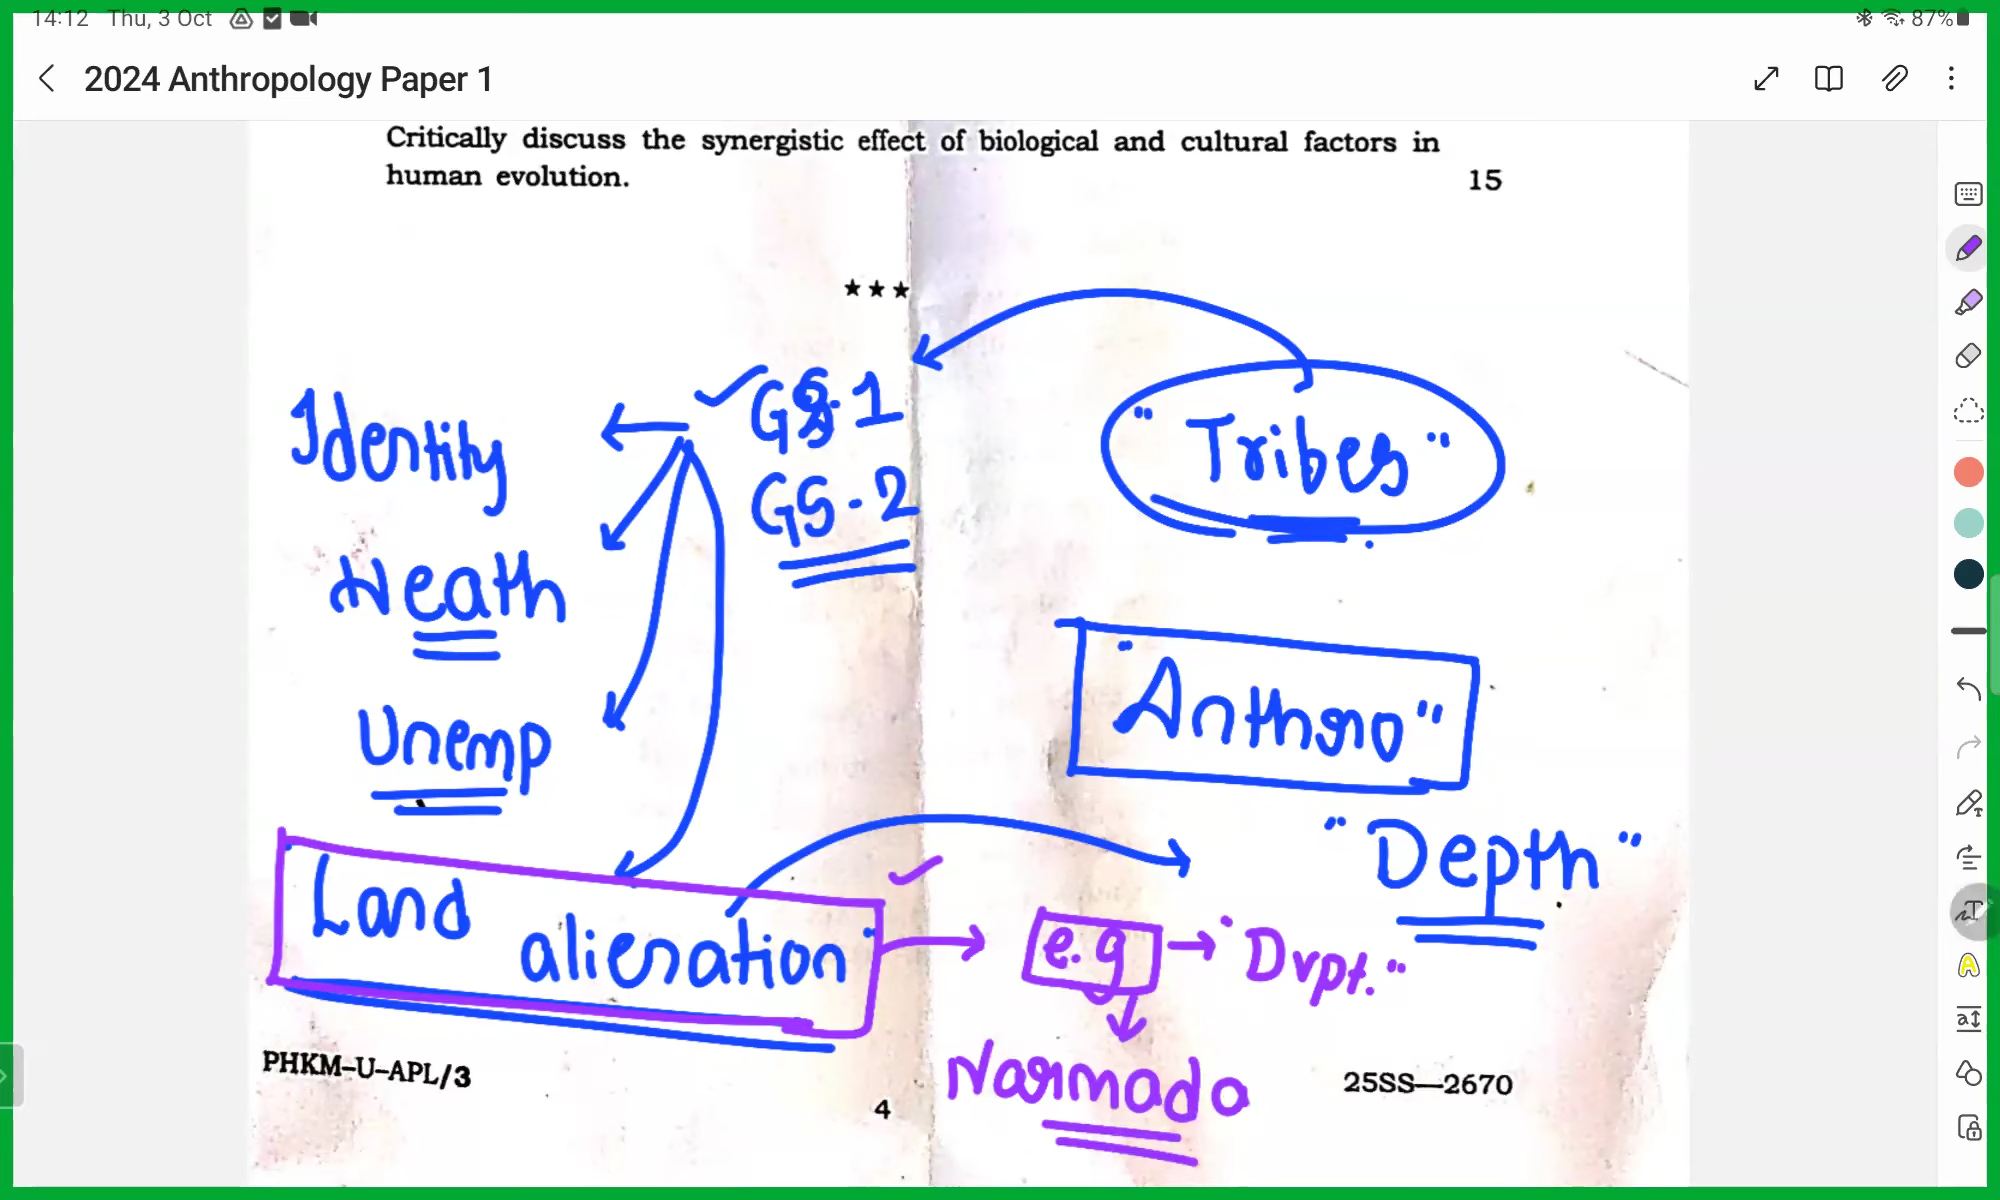 14:12 Thu, 3 Oct
87%
2024 Anthropology Paper 1
Critically discuss the synergistic effect of biological and cultural factors in
human evolution. 15
★★★
GS-1
GS-2
"Tribes"
Identity
Heath
Unemp
Land alienation"
"Anthro"
"Depth"
e.g → "Dvpt."
Narmada
PHKM–U–APL/3
25SS—2670
4